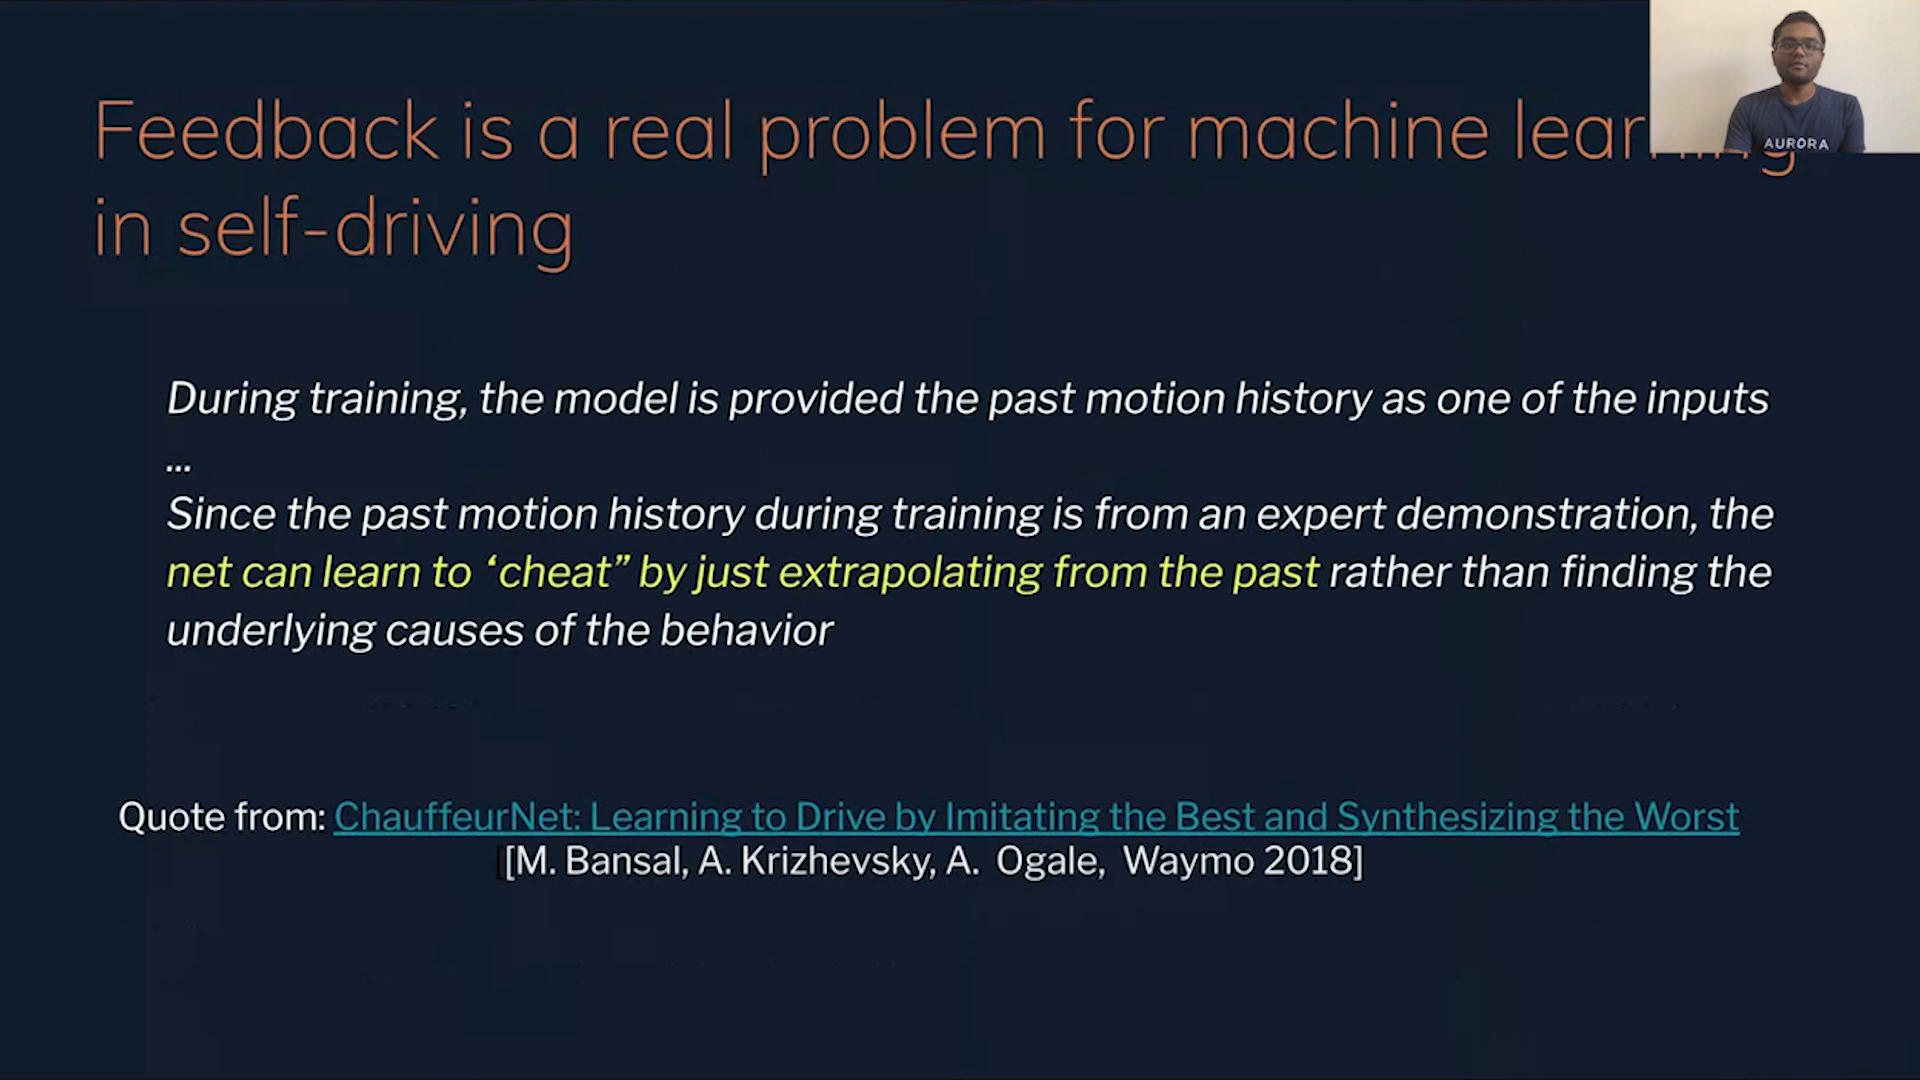 Feedback is a real problem for machine learning
in self-driving
AURORA
During training, the model is provided the past motion history as one of the inputs
...
Since the past motion history during training is from an expert demonstration, the
net can learn to ‘cheat” by just extrapolating from the past rather than finding the
underlying causes of the behavior
Quote from: ChauffeurNet: Learning to Drive by Imitating the Best and Synthesizing the Worst
[M. Bansal, A. Krizhevsky, A. Ogale, Waymo 2018]